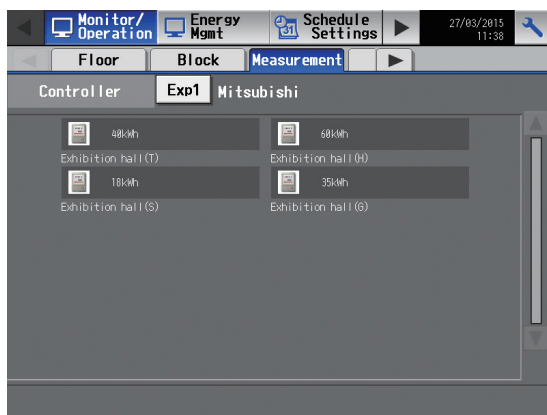 Monitor/
Operation
Energy
Mgmt
31
Schedule
Settings
27/03/2015
11:38
Floor
Block
Measurement
Controller
Exp1
Mitsubishi
40kWh
60kWh
Exhibition hall(T)
Exhibition hall(H)
18kWh
35kWh
Exhibition hall(S)
Exhibition hall(G)